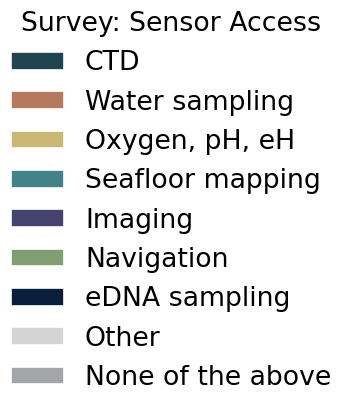 Survey: Sensor Access
CTD
Water sampling
Oxygen, pH, eH
Seafloor mapping
Imaging
Navigation
eDNA sampling
Other
None of the above